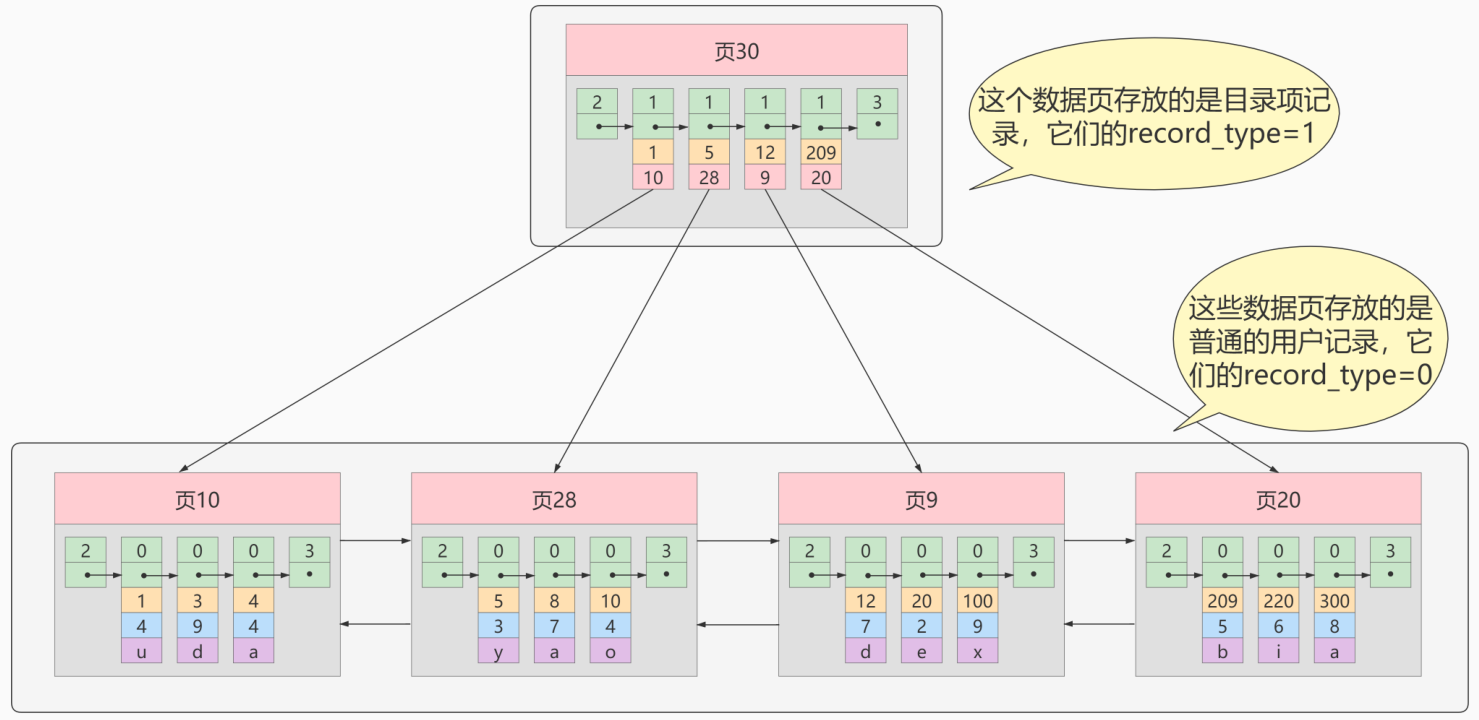 页30
2 1 1 1 1 3
1 5 12 209
10 28 9 20
这个数据页存放的是目录项记
录，它们的record_type=1
这些数据页存放的是
普通的用户记录，它
们的record_type=0
页10
2 0 0 0 3
1 3 4
4 9 4
u d a
页28
2 0 0 0 3
5 8 10
3 7 4
y a o
页9
2 0 0 0 3
12 20 100
7 2 9
d e x
页20
2 0 0 0 3
209 220 300
5 6 8
b i a